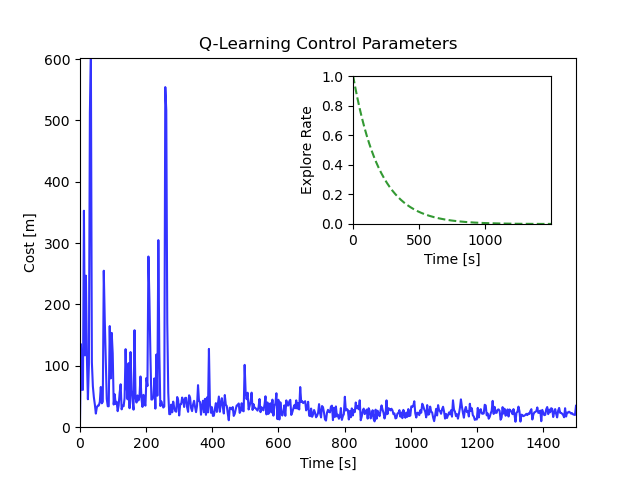 Q-Learning Control Parameters
600
500
400
300
200
100
0
Cost [m]
0 200 400 600 800 1000 1200 1400
Time [s]
1.0
0.8
0.6
0.4
0.2
0.0
Explore Rate
0 500 1000
Time [s]